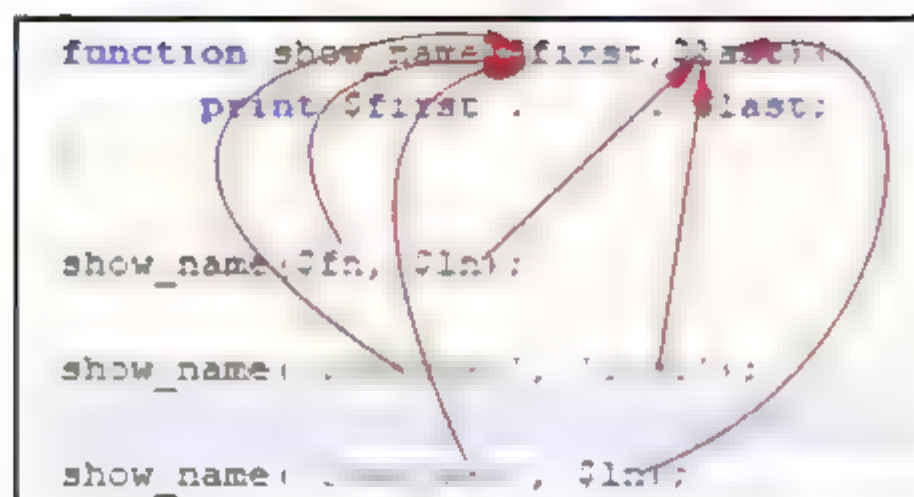 function show_name($first,$last){
print $first . . $last;
show_name($fn, $ln);
show_name( , );
show_name( , $ln);